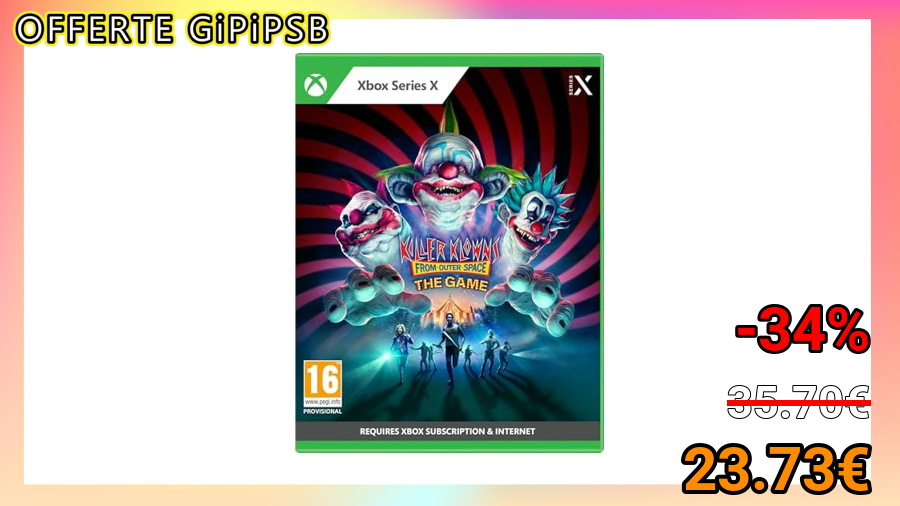 OFFERTE GiPiPSB
Xbox Series X
SERIES X
KILLER KLOWNS
FROM OUTER SPACE
THE GAME
16
www.pegi.info
PROVISIONAL
REQUIRES XBOX SUBSCRIPTION & INTERNET
-34%
35.70€
23.73€